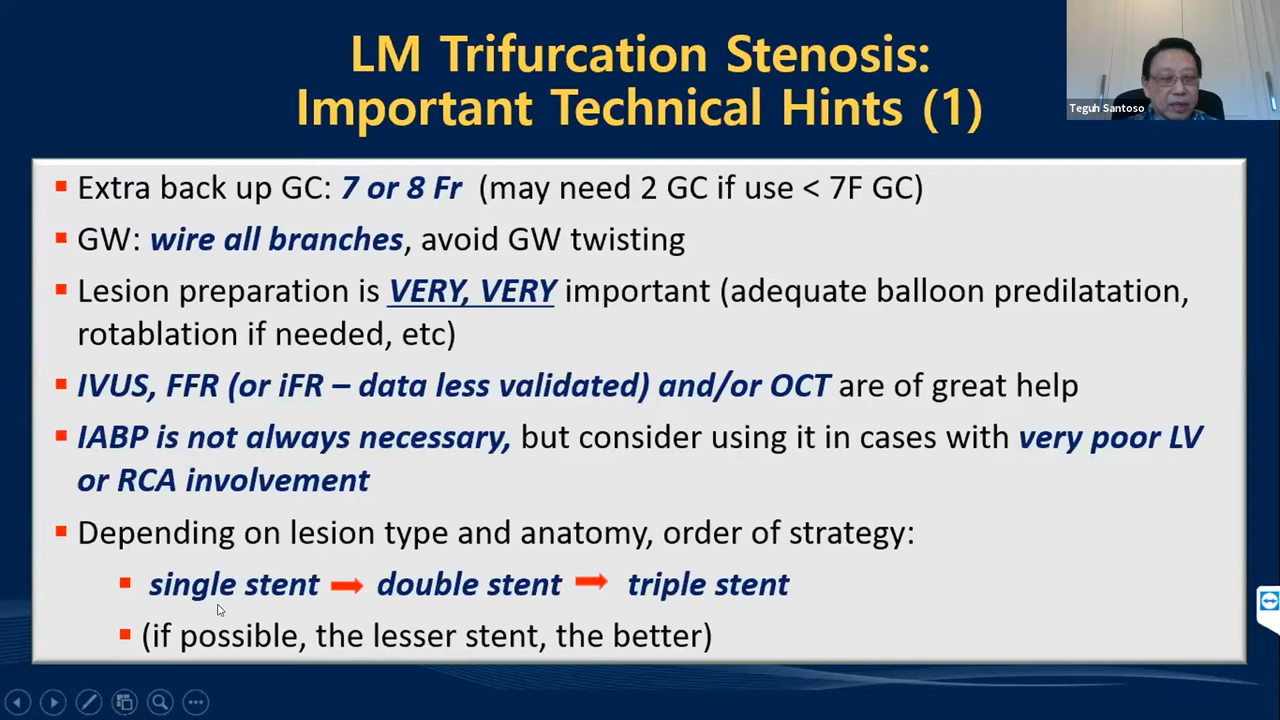 LM Trifurcation Stenosis:
Important Technical Hints (1)
Teguh Santoso
Extra back up GC: 7 or 8 Fr (may need 2 GC if use < 7F GC)
GW: wire all branches, avoid GW twisting
Lesion preparation is VERY, VERY important (adequate balloon predilatation,
rotablation if needed, etc)
IVUS, FFR (or iFR – data less validated) and/or OCT are of great help
IABP is not always necessary, but consider using it in cases with very poor LV
or RCA involvement
Depending on lesion type and anatomy, order of strategy:
single stent → double stent → triple stent
(if possible, the lesser stent, the better)